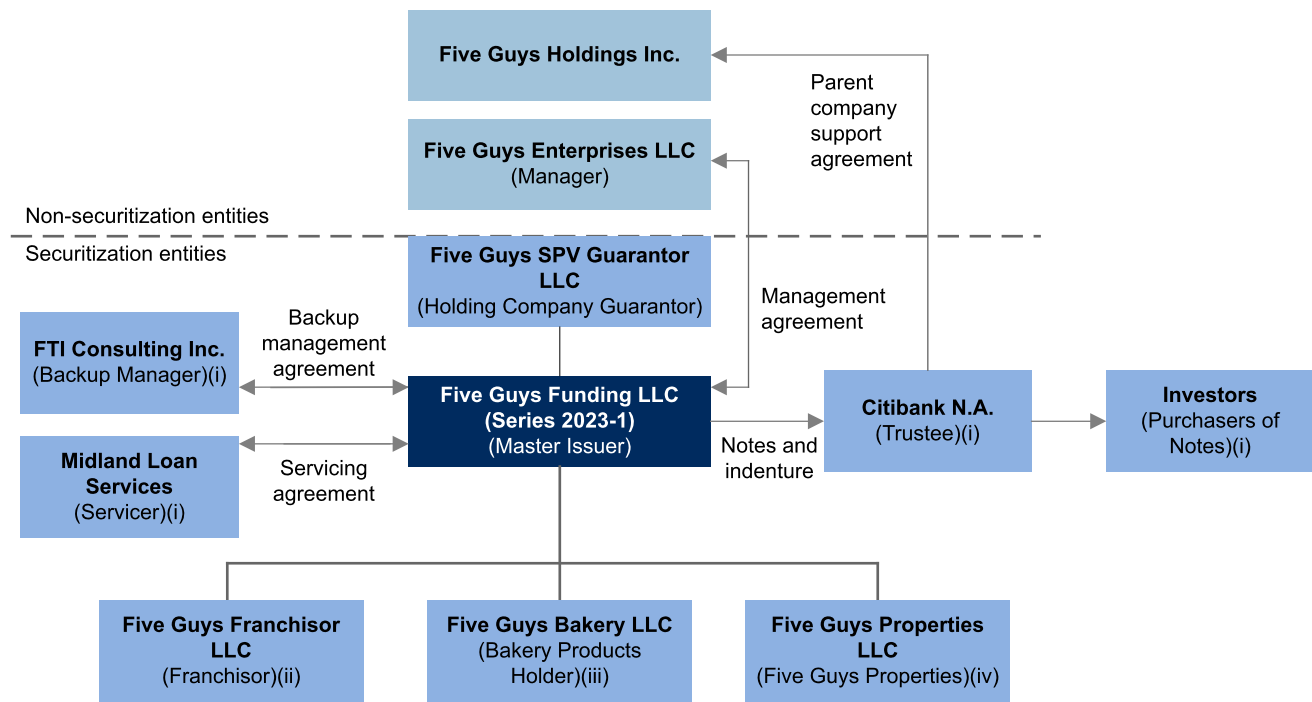 Five Guys Holdings Inc.
Parent
company
support
agreement
Five Guys Enterprises LLC
(Manager)
Non-securitization entities
Securitization entities
Five Guys SPV Guarantor
LLC
(Holding Company Guarantor)
Management
agreement
FTI Consulting Inc.
(Backup Manager)(i)
Backup
management
agreement
Five Guys Funding LLC
(Series 2023-1)
(Master Issuer)
Notes and
indenture
Citibank N.A.
(Trustee)(i)
Investors
(Purchasers of
Notes)(i)
Midland Loan
Services
(Servicer)(i)
Servicing
agreement
Five Guys Franchisor
LLC
(Franchisor)(ii)
Five Guys Bakery LLC
(Bakery Products
Holder)(iii)
Five Guys Properties
LLC
(Five Guys Properties)(iv)